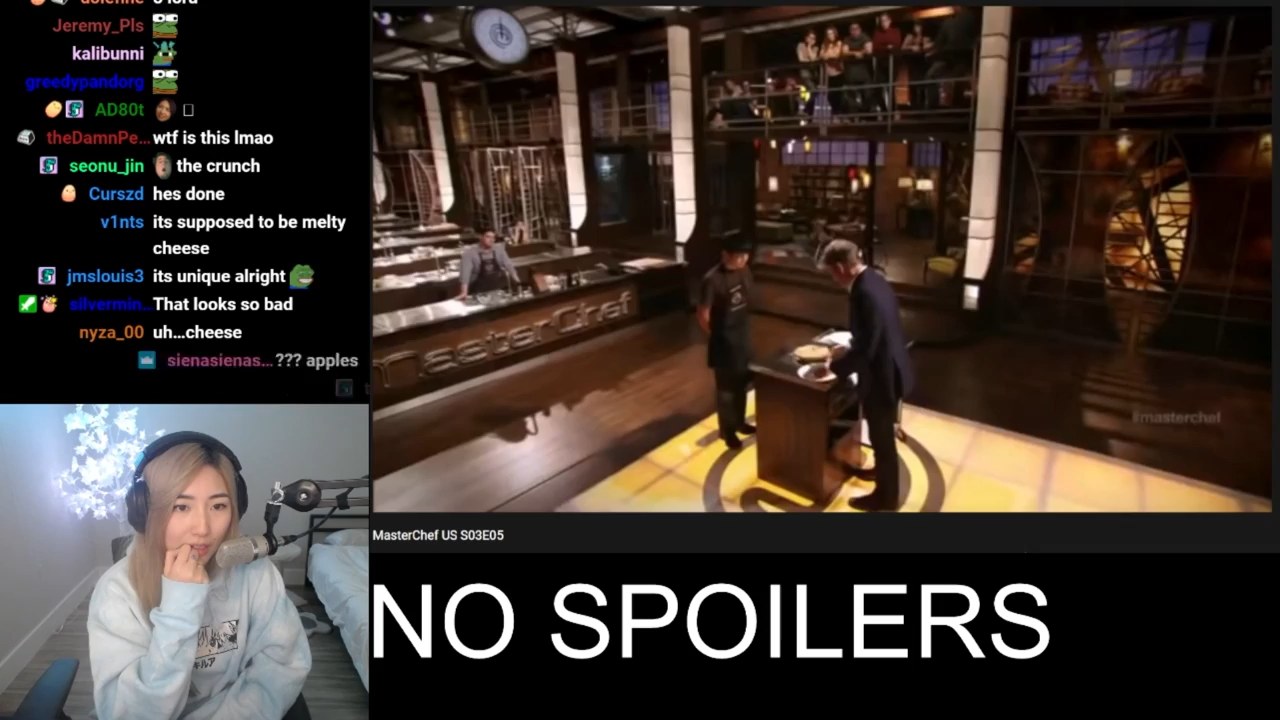 Jeremy_Pls
kalibunni
greedypandorg
AD80t
theDamnPe... wtf is this lmao
seonu_jin the crunch
Curszd hes done
v1nts its supposed to be melty
cheese
jmslouis3 its unique alright
silvermin... That looks so bad
nyza_00 uh...cheese
sienasienas... ??? apples
MasterChef
#masterchef
MasterChef US S03E05
NO SPOILERS